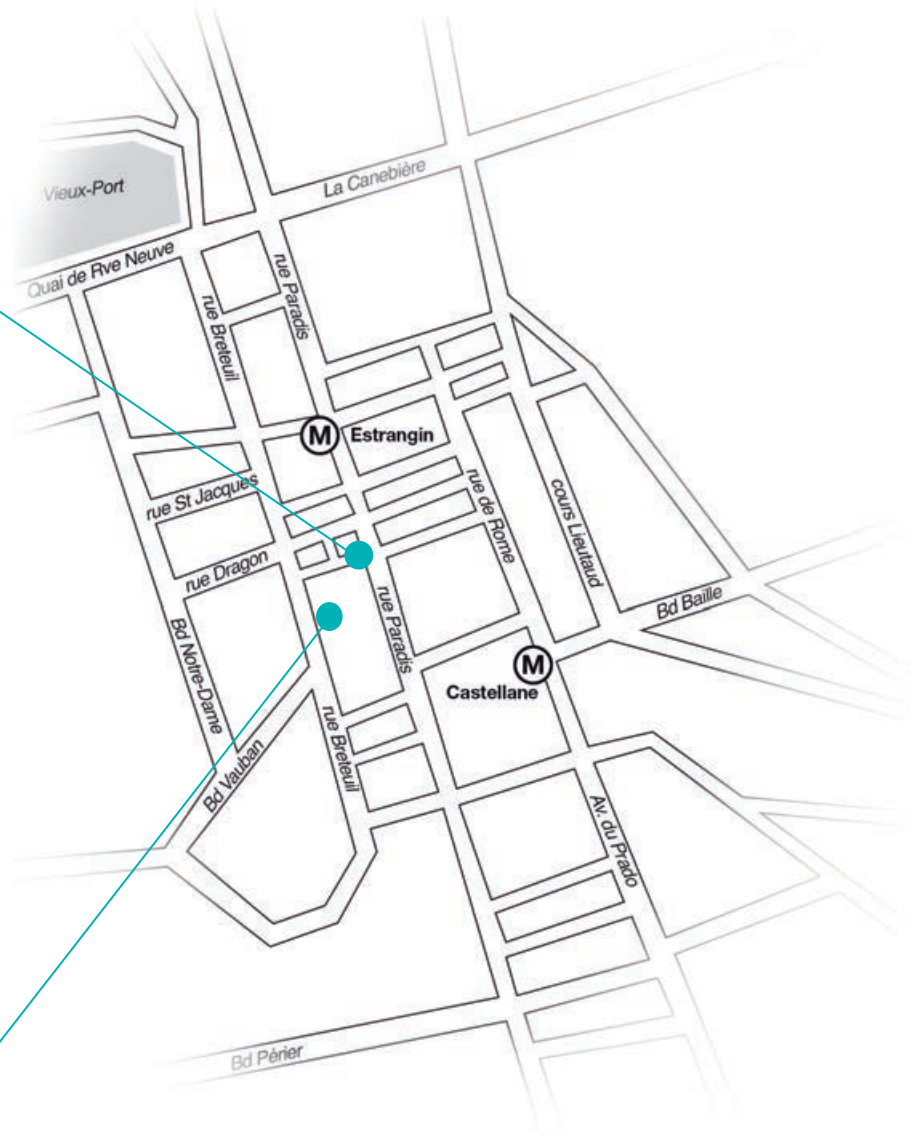 La Canebière
Vieux-Port
Quai de Rve Neuve
rue Paradis
rue Breteuil
M
Estrangin
rue St Jacques
rue de Rome
cours Lieutaud
rue Dragon
rue Paradis
Bd Baille
Bd Notre-Dame
M
Castellane
rue Breteuil
Bd Vauban
Av. du Prado
Bd Périer